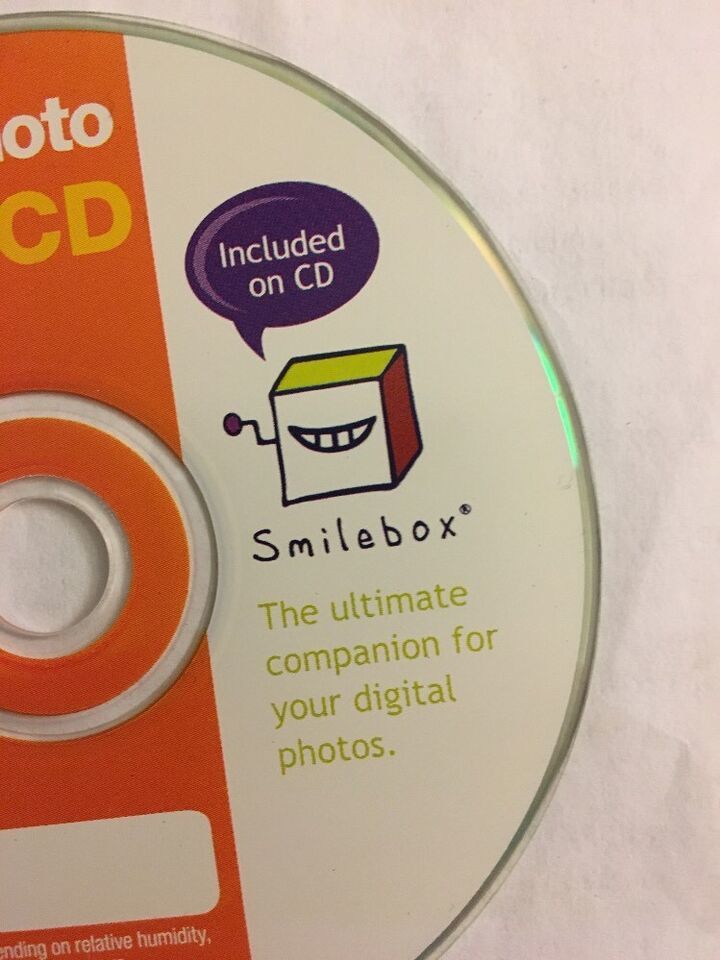 oto
CD
Included
on CD
Smilebox®
The ultimate
companion for
your digital
photos.
ending on relative humidity,